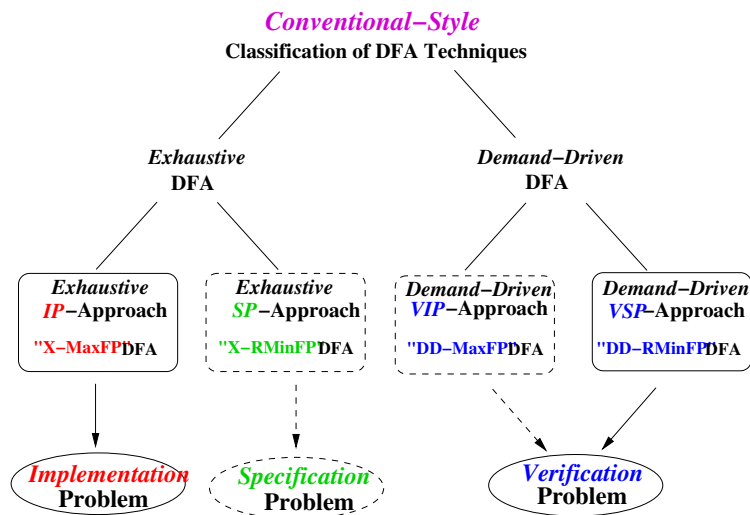 Conventional-Style
Classification of DFA Techniques
Exhaustive
DFA
Demand-Driven
DFA
Exhaustive
IP-Approach
"X-MaxFP"DFA
Exhaustive
SP-Approach
"X-RMinFP"DFA
Demand-Driven
VIP-Approach
"DD-MaxFP"DFA
Demand-Driven
VSP-Approach
"DD-RMinFP"DFA
Implementation
Problem
Specification
Problem
Verification
Problem